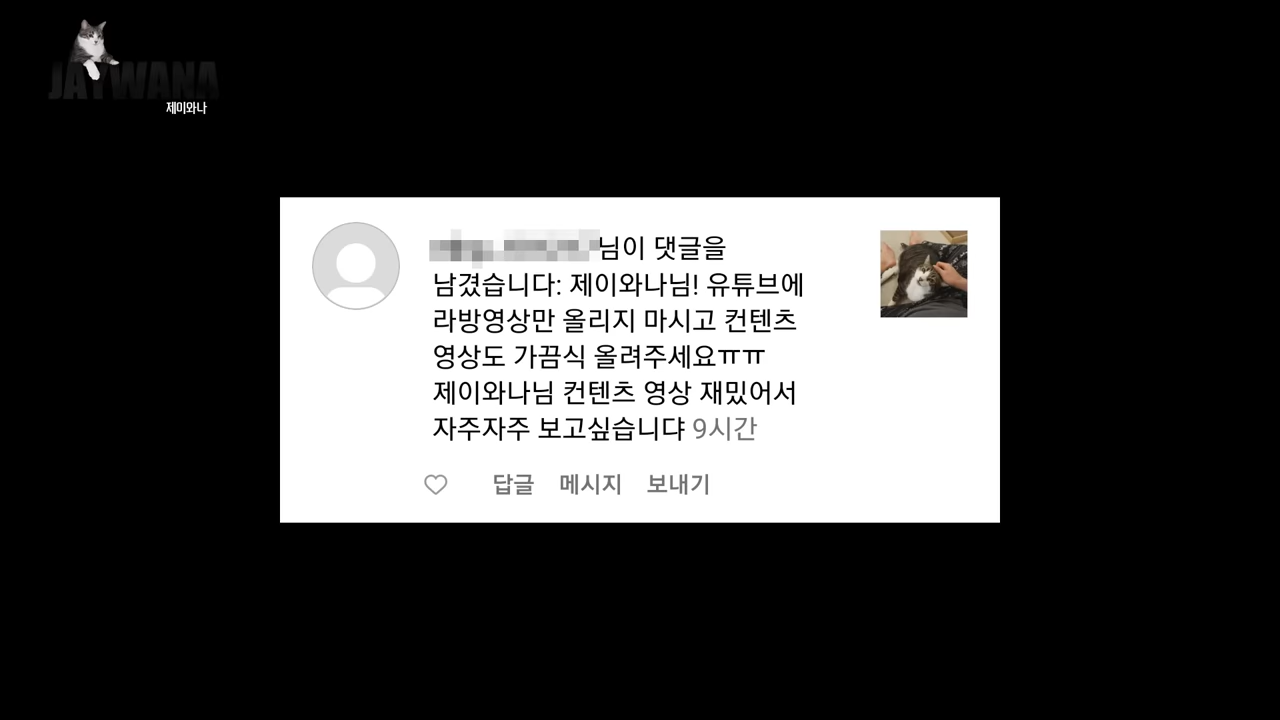 JAYWANA
제이와나
님이 댓글을
남겼습니다: 제이와나님! 유튜브에
라방영상만 올리지 마시고 컨텐츠
영상도 가끔식 올려주세요ㅠㅠ
제이와나님 컨텐츠 영상 재밌어서
자주자주 보고싶습니댜 9시간
답글 메시지 보내기